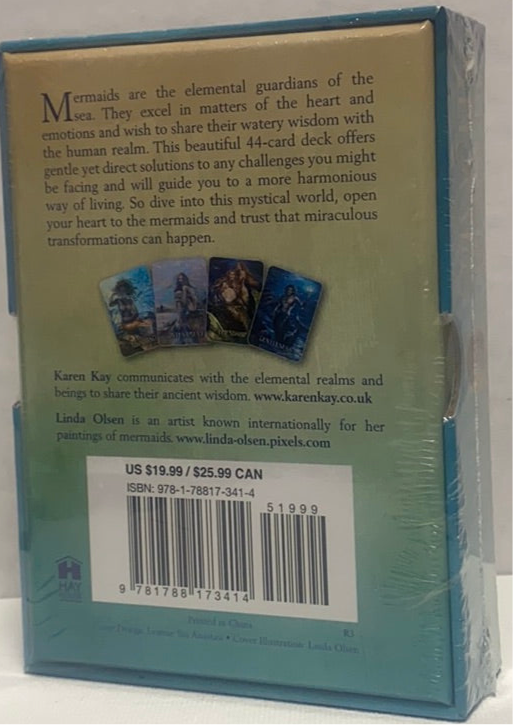 Mermaids are the elemental guardians of the
sea. They excel in matters of the heart and
emotions and wish to share their watery wisdom with
the human realm. This beautiful 44-card deck offers
gentle yet direct solutions to any challenges you might
be facing and will guide you to a more harmonious
way of living. So dive into this mystical world, open
your heart to the mermaids and trust that miraculous
transformations can happen.
Karen Kay communicates with the elemental realms and
beings to share their ancient wisdom. www.karenkay.co.uk
Linda Olsen is an artist known internationally for her
paintings of mermaids. www.linda-olsen.pixels.com
US $19.99 / $25.99 CAN
ISBN: 978-1-78817-341-4
51999
9 781788 173414
HAY
Printed in China
• Cover Illustration: Linda Olsen